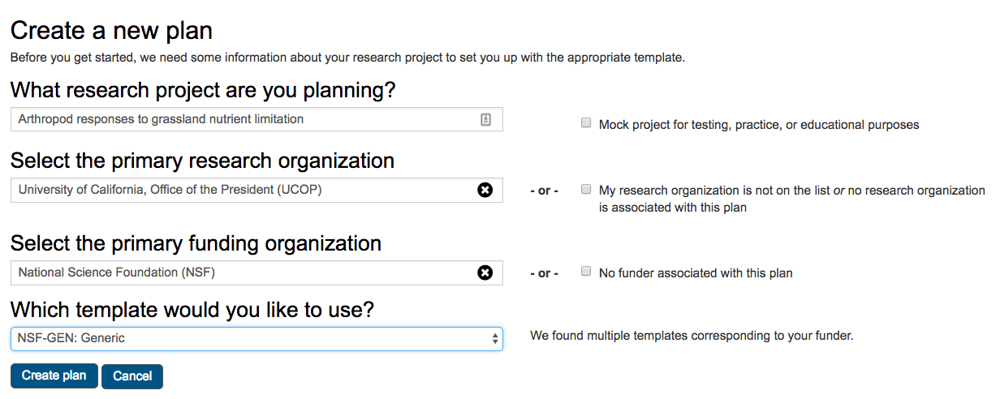 Create a new plan
Before you get started, we need some information about your research project to set you up with the appropriate template.
What research project are you planning?
Arthropod responses to grassland nutrient limitation
Mock project for testing, practice, or educational purposes
Select the primary research organization
University of California, Office of the President (UCOP)
- or -
My research organization is not on the list or no research organization
is associated with this plan
Select the primary funding organization
National Science Foundation (NSF)
- or -
No funder associated with this plan
Which template would you like to use?
NSF-GEN: Generic
We found multiple templates corresponding to your funder.
Create plan
Cancel